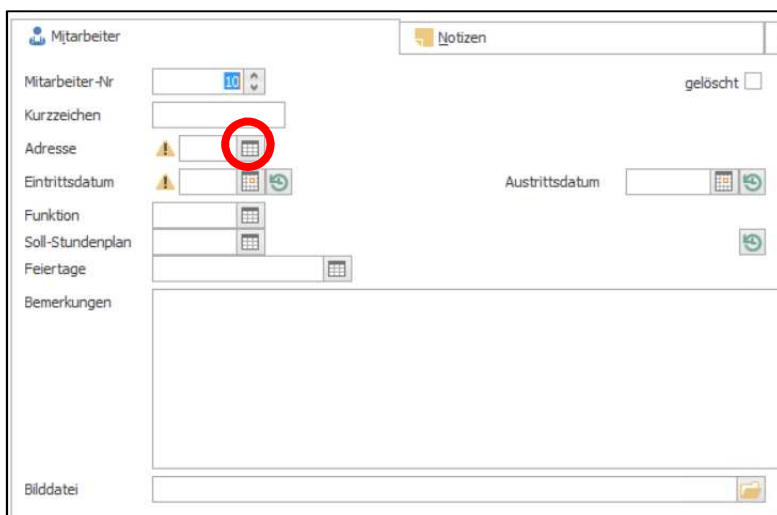 Mitarbeiter Notizen
Mitarbeiter-Nr 10 gelöscht
Kurzzeichen
Adresse
Eintrittsdatum Austrittsdatum
Funktion
Soll-Stundenplan
Feiertage
Bemerkungen
Bilddatei